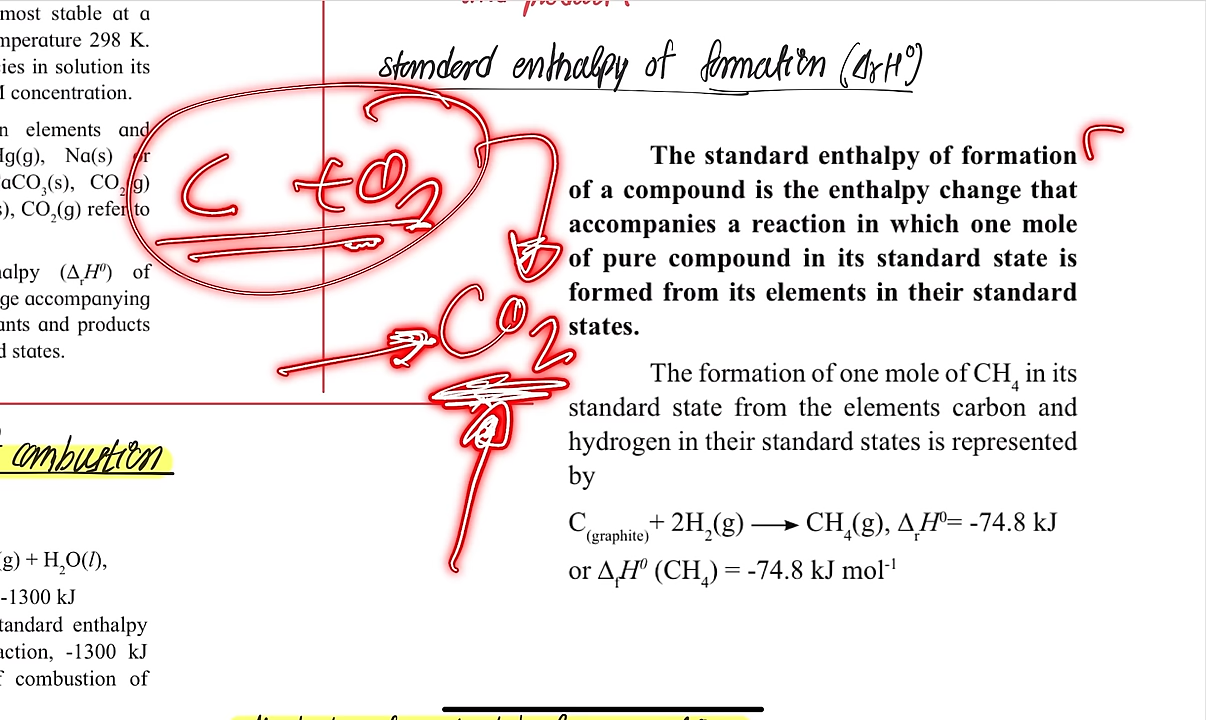 most stable at a
mperature 298 K.
ies in solution its
M concentration.
n elements and
Hg(g), Na(s) or
aCO₃(s), CO₂(g)
s), CO₂(g) refer to
alpy (ΔᵣH⁰) of
ge accompanying
ants and products
d states.
combustion
(g) + H₂O(l),
-1300 kJ
tandard enthalpy
action, -1300 kJ
f combustion of
standerd enthalpy of formation (ΔrH⁰)
C + O₂
CO₂
The standard enthalpy of formation
of a compound is the enthalpy change that
accompanies a reaction in which one mole
of pure compound in its standard state is
formed from its elements in their standard
states.
The formation of one mole of CH₄ in its
standard state from the elements carbon and
hydrogen in their standard states is represented
by
C(graphite) + 2H₂(g) ⟶ CH₄(g), ΔᵣH⁰= -74.8 kJ
or ΔfH⁰ (CH₄) = -74.8 kJ mol⁻¹